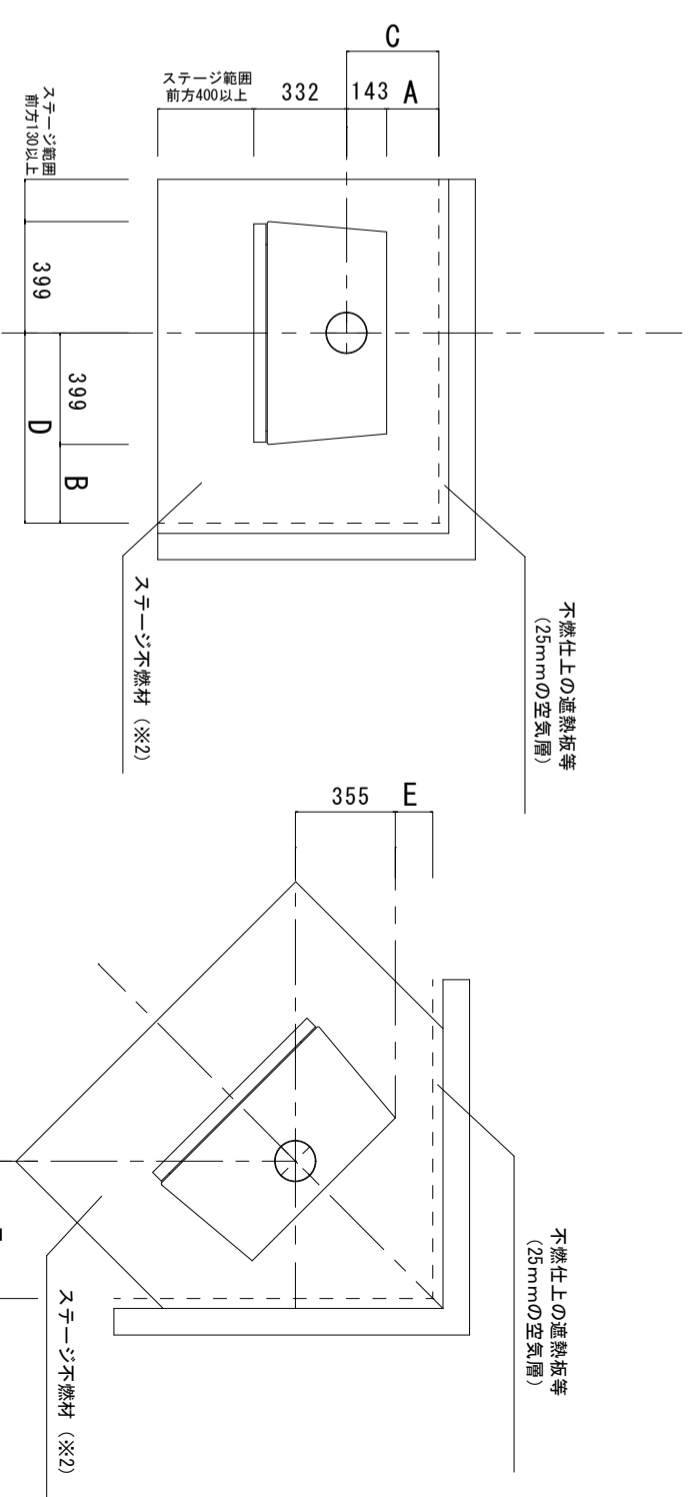 C
ステージ範囲
前方400以上
332
143
A
ステージ範囲
前方130以上
399
399
D
B
ステージ不燃材（※2）
不燃仕上の遮熱板等
（25mmの空気層）
355
E
不燃仕上の遮熱板等
（25mmの空気層）
ステージ不燃材（※2）